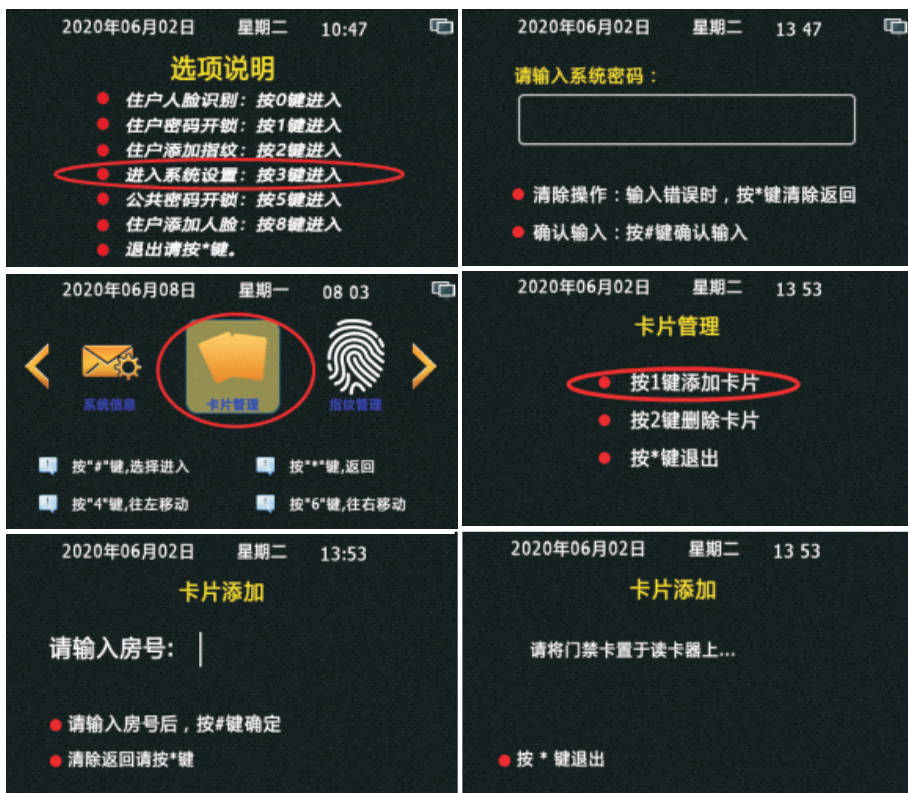 2020年06月02日 星期二 10:47
选项说明
住户人脸识别：按0键进入
住户密码开锁：按1键进入
住户添加指纹：按2键进入
进入系统设置：按3键进入
公共密码开锁：按5键进入
住户添加人脸：按8键进入
退出请按*键。
2020年06月02日 星期二 13 47
请输入系统密码：
清除操作：输入错误时，按*键清除返回
确认输入：按#键确认输入
2020年06月08日 星期一 08 03
系统信息 卡片管理 指纹管理
按"#"键,选择进入 按"*"键,返回
按"4"键,往左移动 按"6"键,往右移动
2020年06月02日 星期二 13 53
卡片管理
按1键添加卡片
按2键删除卡片
按*键退出
2020年06月02日 星期二 13:53
卡片添加
请输入房号:
请输入房号后，按#键确定
清除返回请按*键
2020年06月02日 星期二 13 53
卡片添加
请将门禁卡置于读卡器上...
按 * 键退出